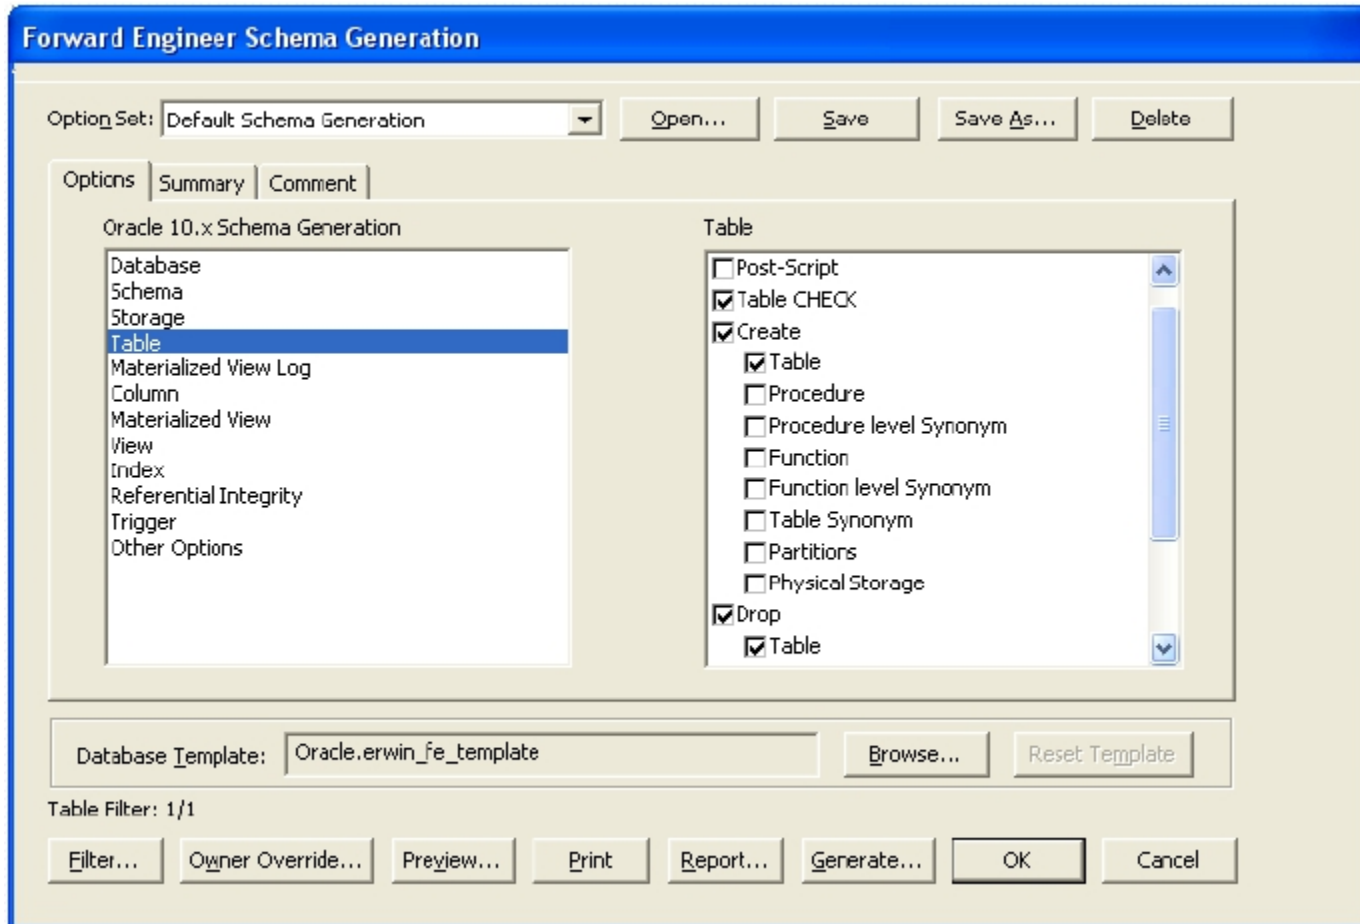 Forward Engineer Schema Generation
Option Set: Default Schema Generation Open... Save Save As... Delete
Options Summary Comment
Oracle 10.x Schema Generation
Database
Schema
Storage
Table
Materialized View Log
Column
Materialized View
View
Index
Referential Integrity
Trigger
Other Options
Table
Post-Script
Table CHECK
Create
Table
Procedure
Procedure level Synonym
Function
Function level Synonym
Table Synonym
Partitions
Physical Storage
Drop
Table
Database Template: Oracle.erwin_fe_template Browse... Reset Template
Table Filter: 1/1
Filter... Owner Override... Preview... Print Report... Generate... OK Cancel